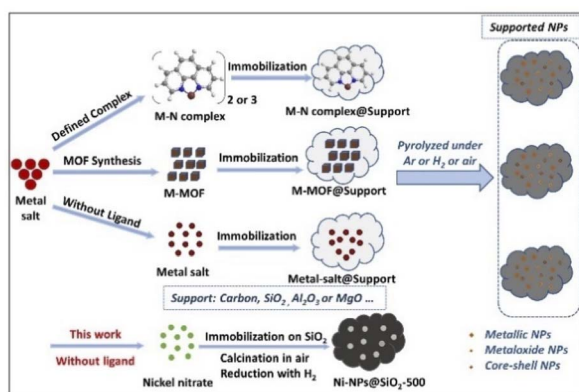 Supported NPs
Defined Complex
Immobilization
2 or 3
M-N complex
M-N complex@Support
MOF Synthesis
Immobilization
Pyrolyzed under
Ar or H₂ or air
Metal
salt
M-MOF
M-MOF@Support
Without Ligand
Immobilization
Metal salt
Metal-salt@Support
Support: Carbon, SiO₂, Al₂O₃ or MgO ...
This work
Without ligand
Immobilization on SiO₂
Calcination in air
Reduction with H₂
Nickel nitrate
Ni-NPs@SiO₂-500
Metallic NPs
Metaloxide NPs
Core-shell NPs